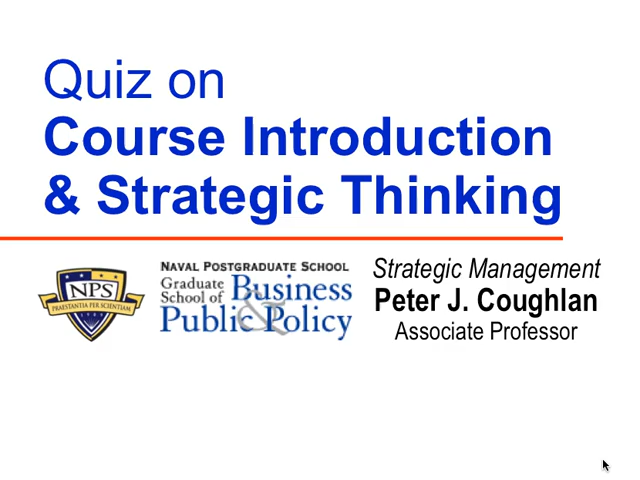 Quiz on
Course Introduction
& Strategic Thinking
NPS
PRAESTANTIA PER SCIENTIAM
NAVAL POSTGRADUATE SCHOOL
Graduate
School of
Business
& Public Policy
Strategic Management
Peter J. Coughlan
Associate Professor